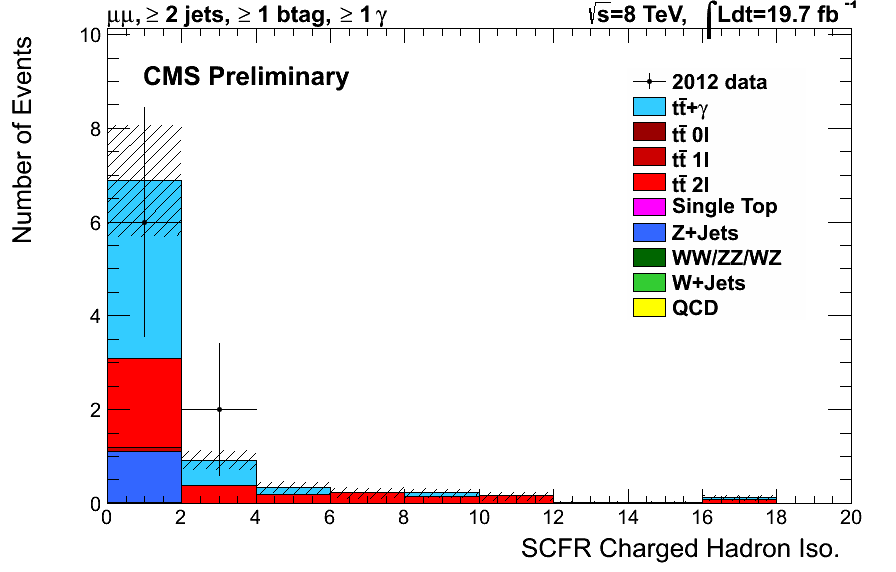 μμ, ≥ 2 jets, ≥ 1 btag, ≥ 1 γ
√s=8 TeV, ∫Ldt=19.7 fb⁻¹
CMS Preliminary
2012 data
tt̄+γ
tt̄ 0l
tt̄ 1l
tt̄ 2l
Single Top
Z+Jets
WW/ZZ/WZ
W+Jets
QCD
Number of Events
10
8
6
4
2
0
0 2 4 6 8 10 12 14 16 18 20
SCFR Charged Hadron Iso.